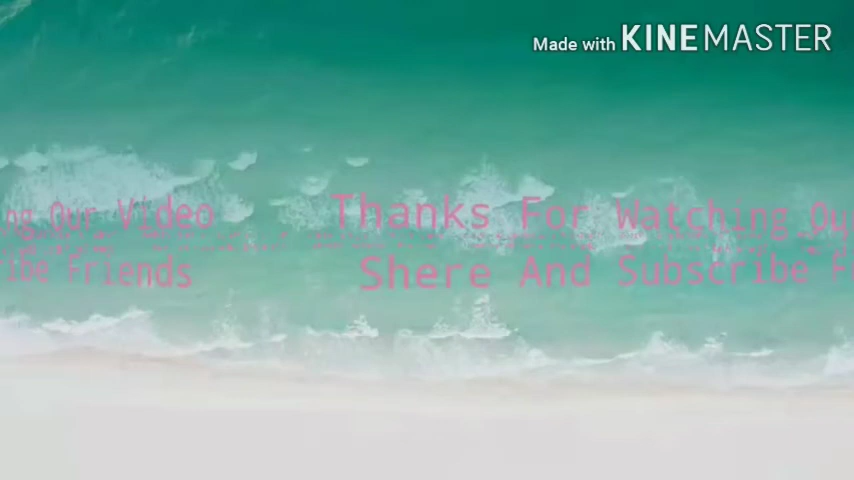 Made with KINEMASTER
ng Our Video Thanks For Watching Ou
ibe Friends Shere And Subscribe F